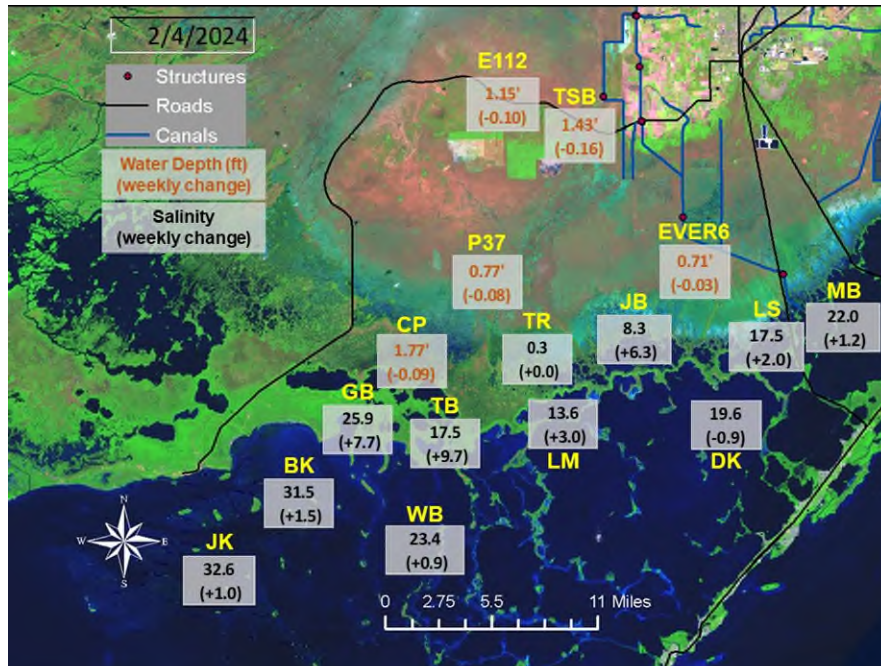 2/4/2024
Structures
Roads
Canals
Water Depth (ft)
(weekly change)
Salinity
(weekly change)
E112
1.15'
(-0.10)
TSB
1.43'
(-0.16)
P37
0.77'
(-0.08)
EVER6
0.71'
(-0.03)
CP
1.77'
(-0.09)
TR
0.3
(+0.0)
JB
8.3
(+6.3)
LS
17.5
(+2.0)
MB
22.0
(+1.2)
GB
25.9
(+7.7)
TB
17.5
(+9.7)
13.6
(+3.0)
LM
19.6
(-0.9)
DK
BK
31.5
(+1.5)
WB
23.4
(+0.9)
JK
32.6
(+1.0)
N
W E
S
0 2.75 5.5 11 Miles